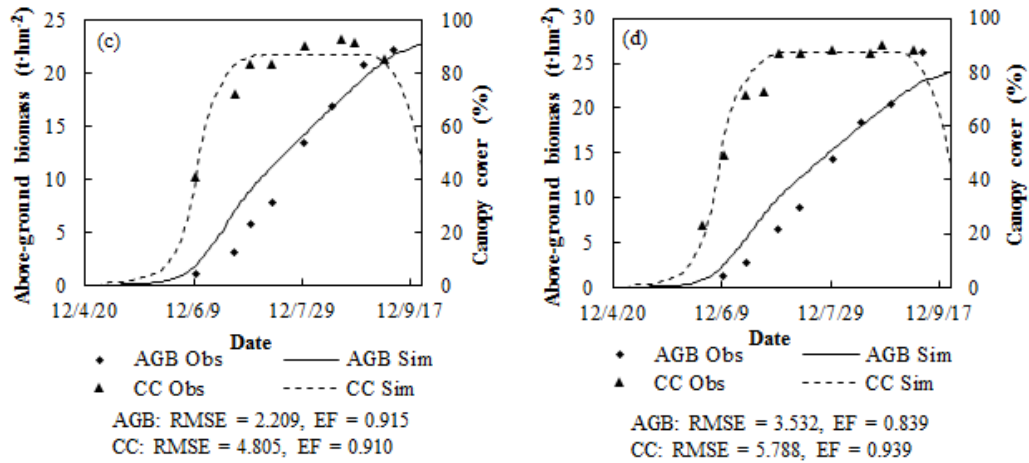 Above-ground biomass (t·hm⁻²)
25
20
15
10
5
0
(c)
100
80
60
40
20
0
Canopy cover (%)
12/4/20 12/6/9 12/7/29 12/9/17
Date
AGB Obs AGB Sim
CC Obs CC Sim
AGB: RMSE = 2.209, EF = 0.915
CC: RMSE = 4.805, EF = 0.910
Above-ground biomass (t·hm⁻²)
30
25
20
15
10
5
0
(d)
100
80
60
40
20
0
Canopy cover (%)
12/4/20 12/6/9 12/7/29 12/9/17
Date
AGB Obs AGB Sim
CC Obs CC Sim
AGB: RMSE = 3.532, EF = 0.839
CC: RMSE = 5.788, EF = 0.939